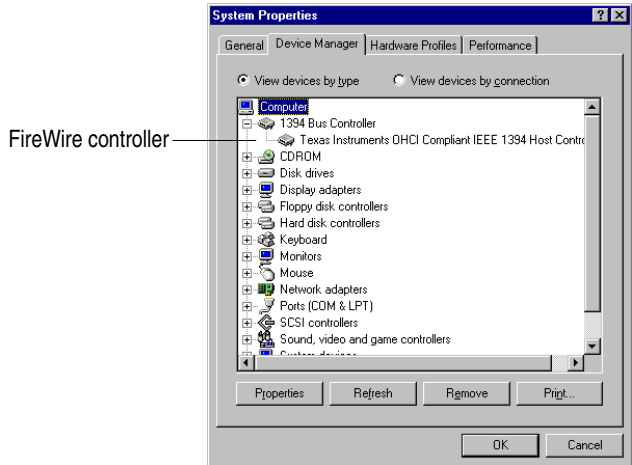 System Properties
General Device Manager Hardware Profiles Performance
View devices by type View devices by connection
Computer
1394 Bus Controller
FireWire controller
Texas Instruments OHCI Compliant IEEE 1394 Host Contro
CDROM
Disk drives
Display adapters
Floppy disk controllers
Hard disk controllers
Keyboard
Monitors
Mouse
Network adapters
Ports (COM & LPT)
SCSI controllers
Sound, video and game controllers
System devices
Properties Refresh Remove Print...
OK Cancel